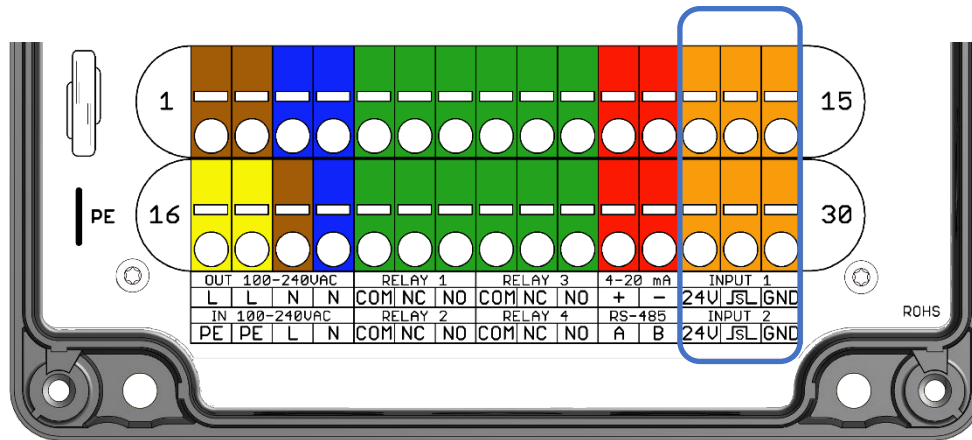 1 15
PE 16 30
OUT 100-240VAC RELAY 1 RELAY 3 4-20 mA INPUT 1
L L N N COM NC NO COM NC NO + - 24V GND
IN 100-240VAC RELAY 2 RELAY 4 RS-485 INPUT 2
PE PE L N COM NC NO COM NC NO A B 24V GND
ROHS